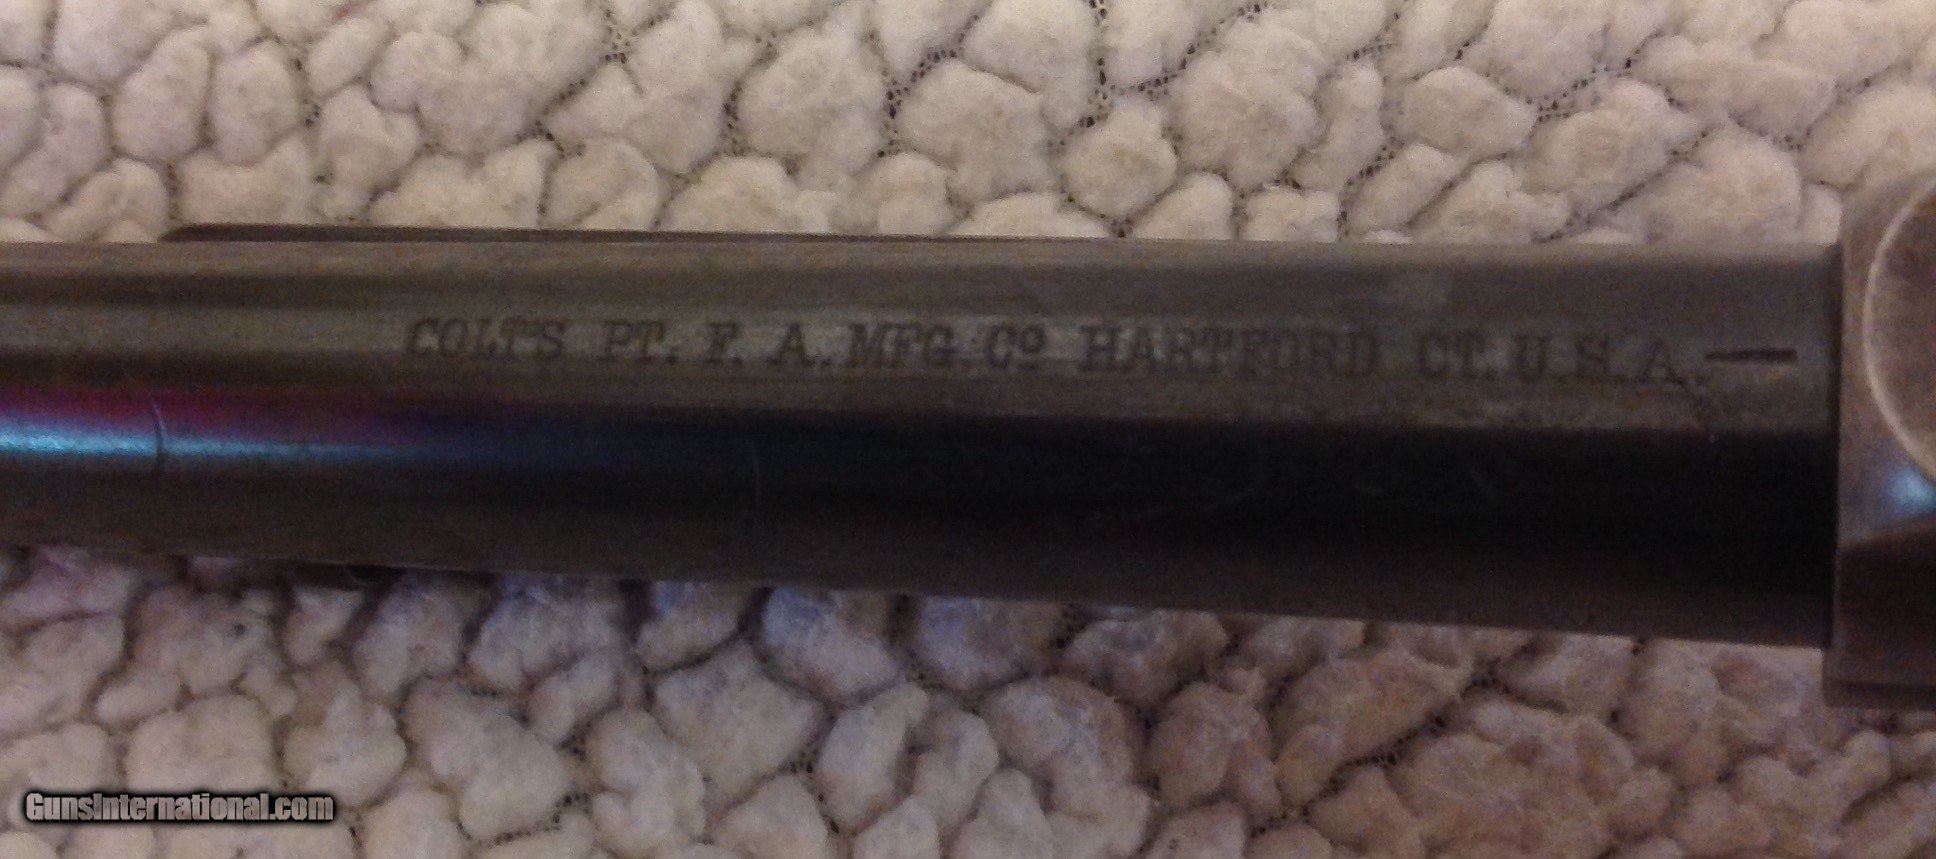 COLT'S PT. F. A. MFG. Co HARTFORD CT. U.S.A.—
GunsInternational.com